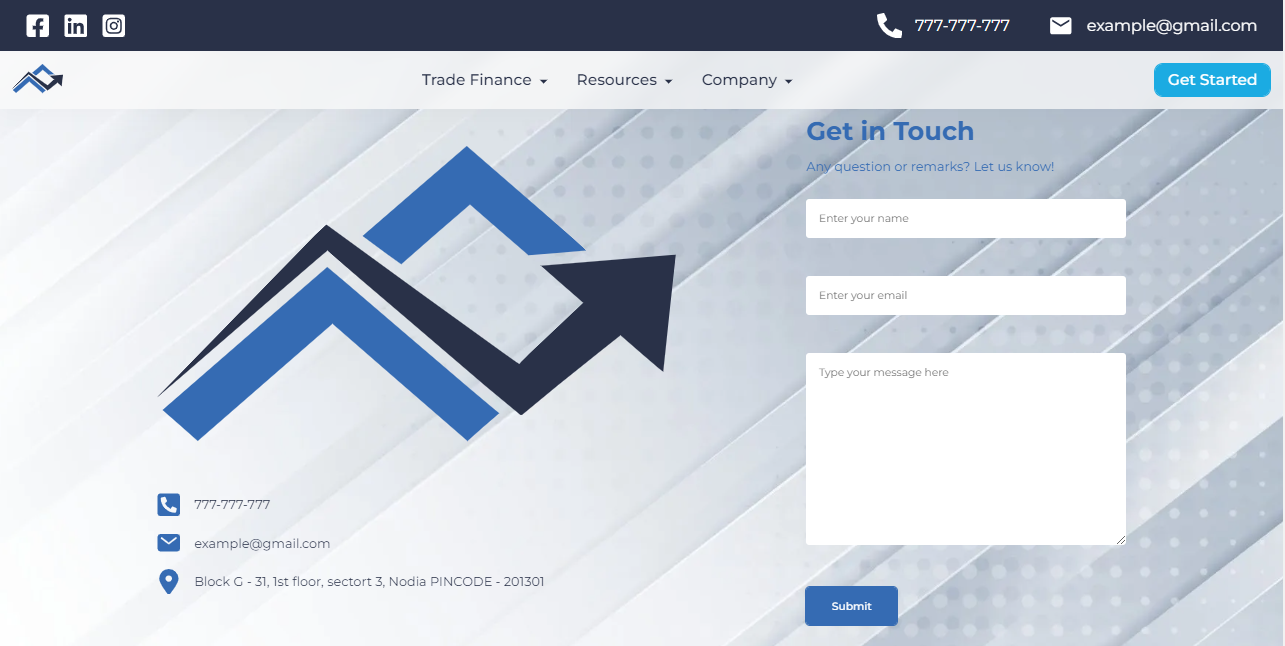 777-777-777
example@gmail.com
Trade Finance
Resources
Company
Get Started
Get in Touch
Any question or remarks? Let us know!
Enter your name
Enter your email
Type your message here
Submit
777-777-777
example@gmail.com
Block G - 31, 1st floor, sectort 3, Nodia PINCODE - 201301